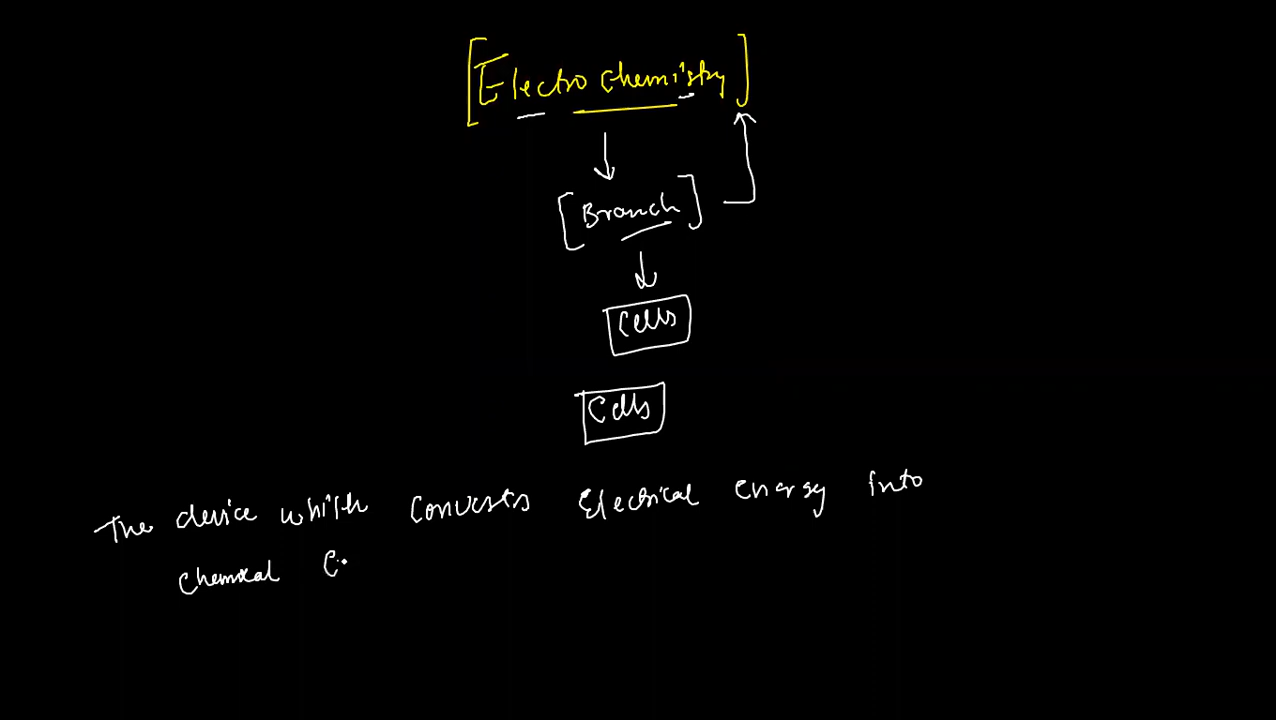 [Electro chemistry]
[Branch]
Cells
Cells
The device which converts Electrical energy into
chemical